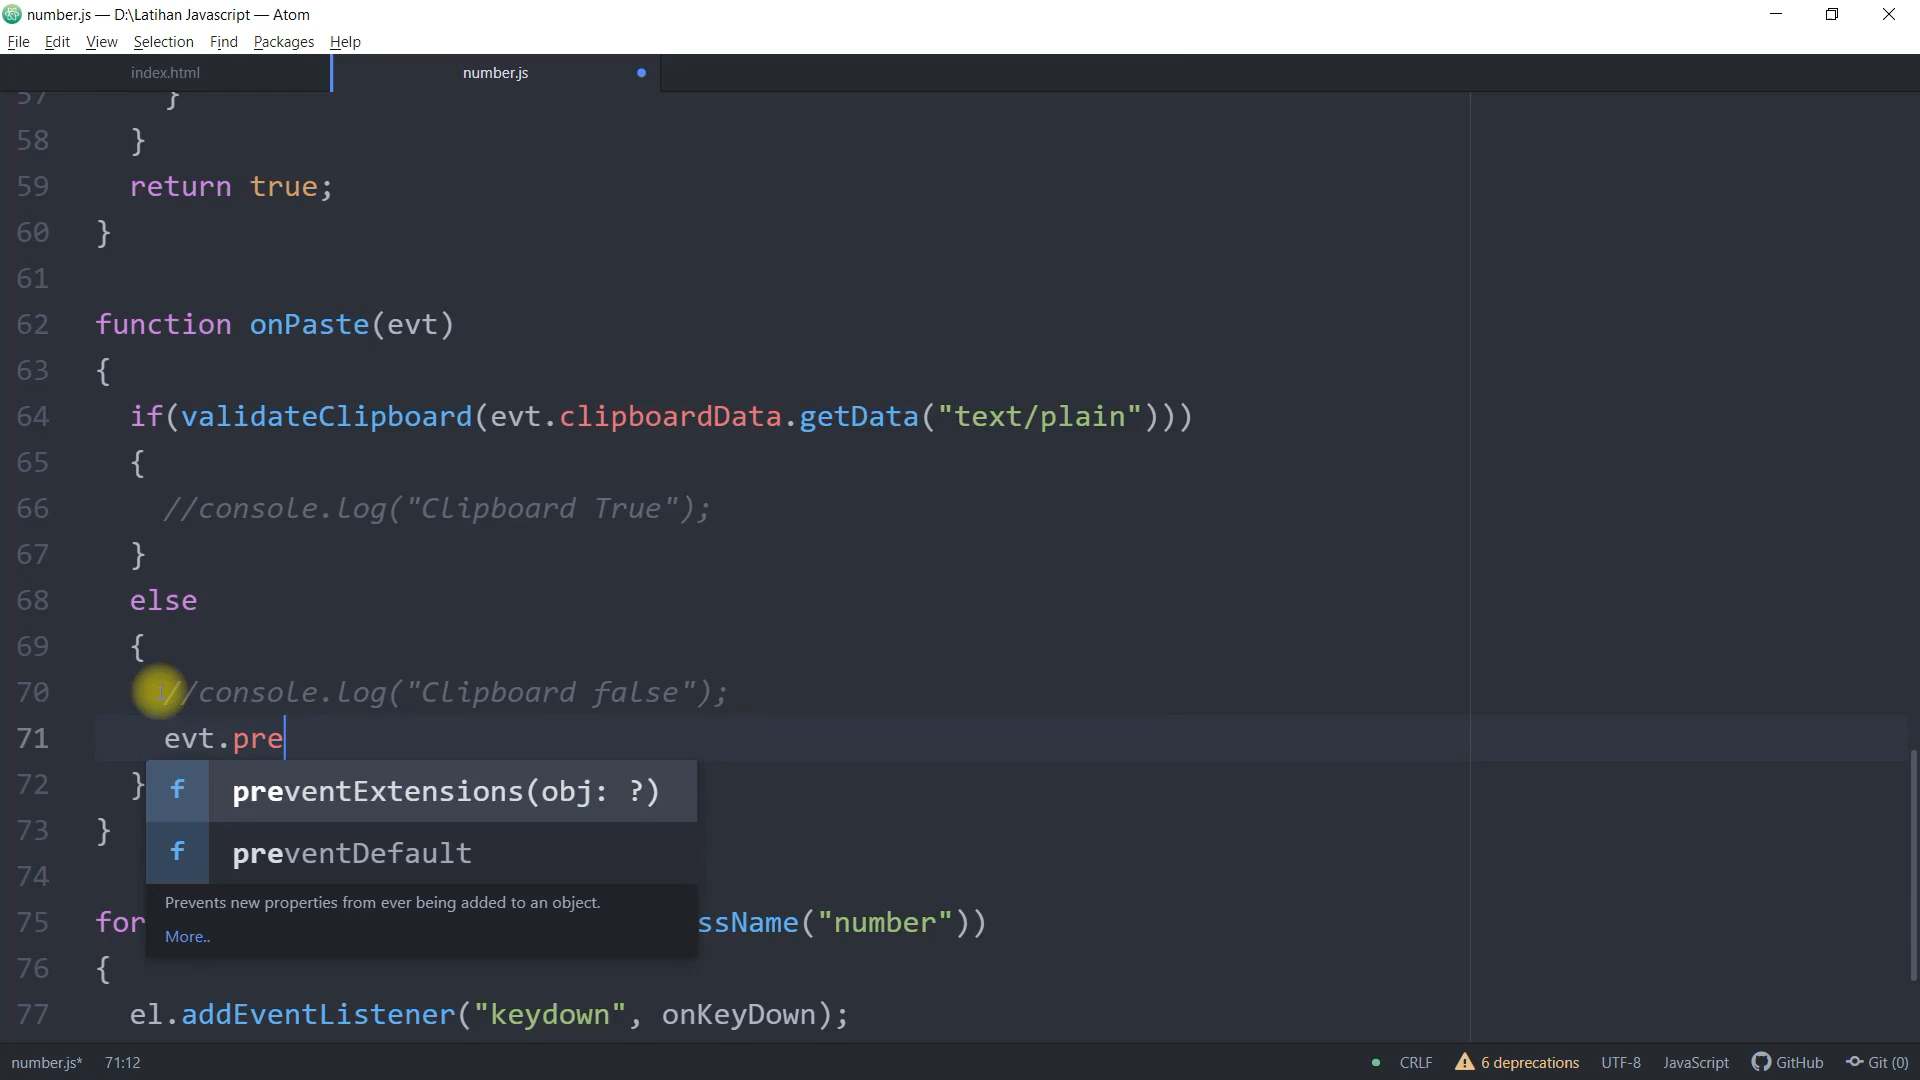 number.js — D:\Latihan Javascript — Atom
File Edit View Selection Find Packages Help
index.html number.js
57 }
58 }
59 return true;
60 }
61
62 function onPaste(evt)
63 {
64 if(validateClipboard(evt.clipboardData.getData("text/plain")))
65 {
66 //console.log("Clipboard True");
67 }
68 else
69 {
70 //console.log("Clipboard false");
71 evt.pre
72 }
f preventExtensions(obj: ?)
73 }
f preventDefault
74
Prevents new properties from ever being added to an object.
75 for ssName("number"))
More..
76 {
77 el.addEventListener("keydown", onKeyDown);
number.js* 71:12 CRLF 6 deprecations UTF-8 JavaScript GitHub Git (0)